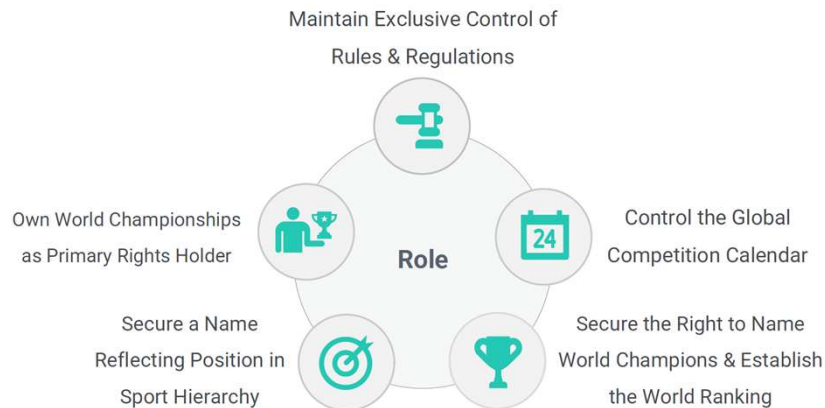 Maintain Exclusive Control of
Rules & Regulations
Own World Championships
as Primary Rights Holder
24
Control the Global
Competition Calendar
Role
Secure a Name
Reflecting Position in
Sport Hierarchy
Secure the Right to Name
World Champions & Establish
the World Ranking